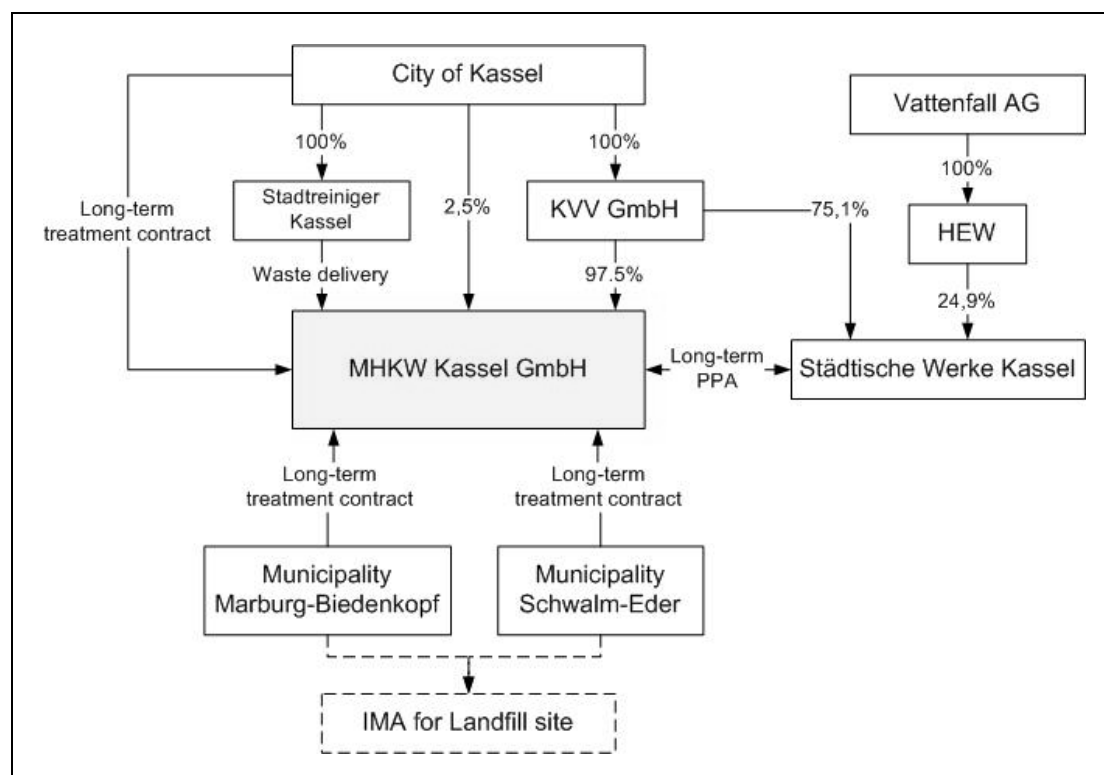 City of Kassel
Vattenfall AG
100%
100%
100%
Long-term
treatment contract
Stadtreiniger
Kassel
2,5%
KVV GmbH
75,1%
HEW
Waste delivery
97.5%
24,9%
MHKW Kassel GmbH
Long-term
PPA
Städtische Werke Kassel
Long-term
treatment contract
Long-term
treatment contract
Municipality
Marburg-Biedenkopf
Municipality
Schwalm-Eder
IMA for Landfill site